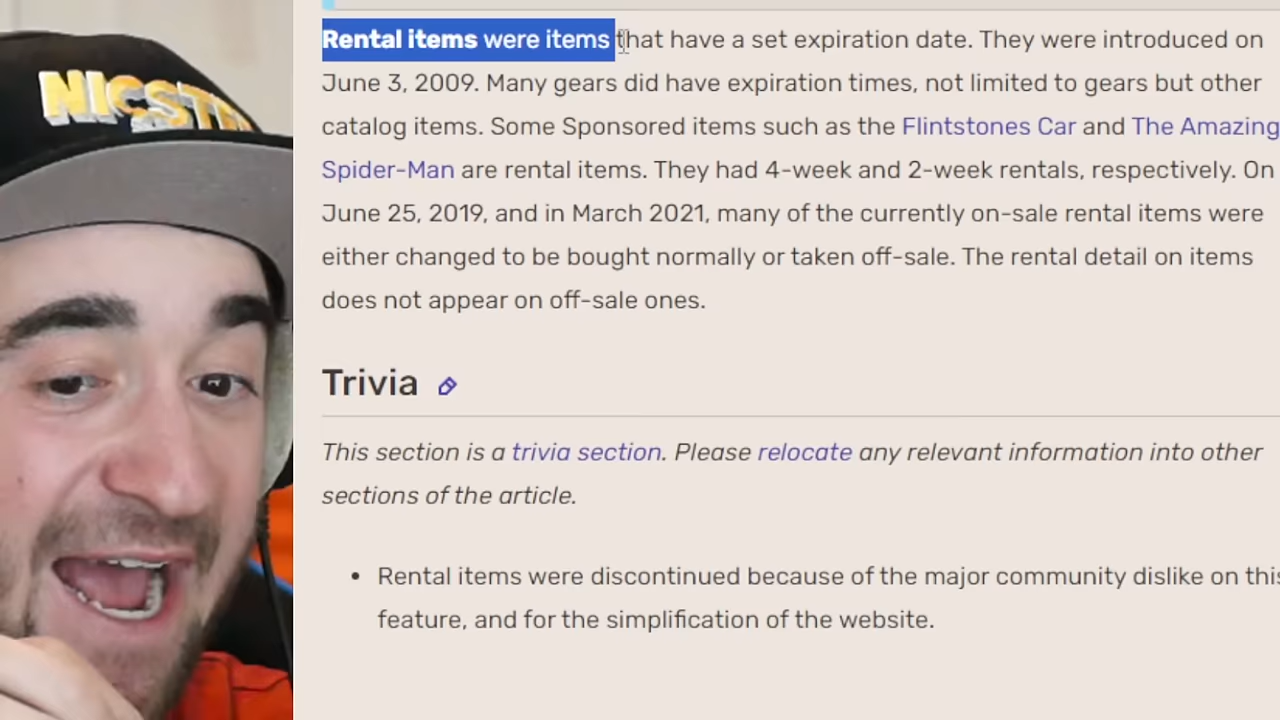 NICSTE
Rental items were items that have a set expiration date. They were introduced on
June 3, 2009. Many gears did have expiration times, not limited to gears but other
catalog items. Some Sponsored items such as the Flintstones Car and The Amazing
Spider-Man are rental items. They had 4-week and 2-week rentals, respectively. On
June 25, 2019, and in March 2021, many of the currently on-sale rental items were
either changed to be bought normally or taken off-sale. The rental detail on items
does not appear on off-sale ones.
Trivia
This section is a trivia section. Please relocate any relevant information into other
sections of the article.
• Rental items were discontinued because of the major community dislike on this
feature, and for the simplification of the website.